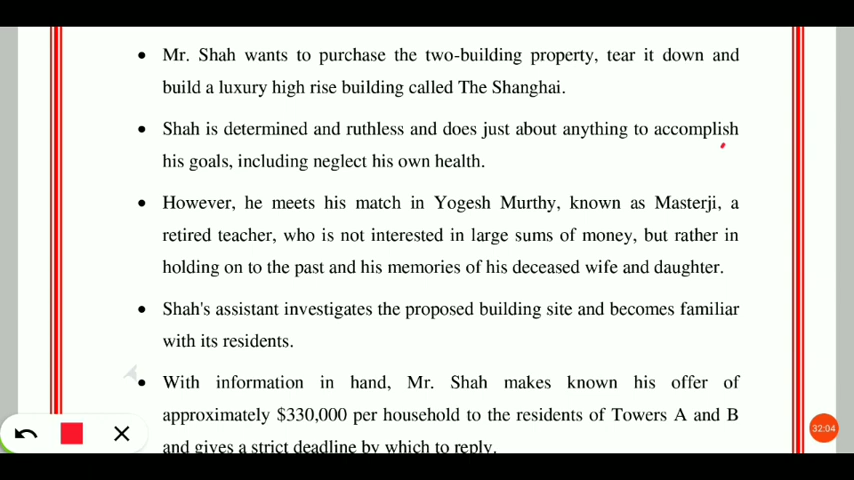 • Mr. Shah wants to purchase the two-building property, tear it down and
build a luxury high rise building called The Shanghai.
• Shah is determined and ruthless and does just about anything to accomplish
his goals, including neglect his own health.
• However, he meets his match in Yogesh Murthy, known as Masterji, a
retired teacher, who is not interested in large sums of money, but rather in
holding on to the past and his memories of his deceased wife and daughter.
• Shah's assistant investigates the proposed building site and becomes familiar
with its residents.
• With information in hand, Mr. Shah makes known his offer of
approximately $330,000 per household to the residents of Towers A and B
and gives a strict deadline by which to reply.
32:04